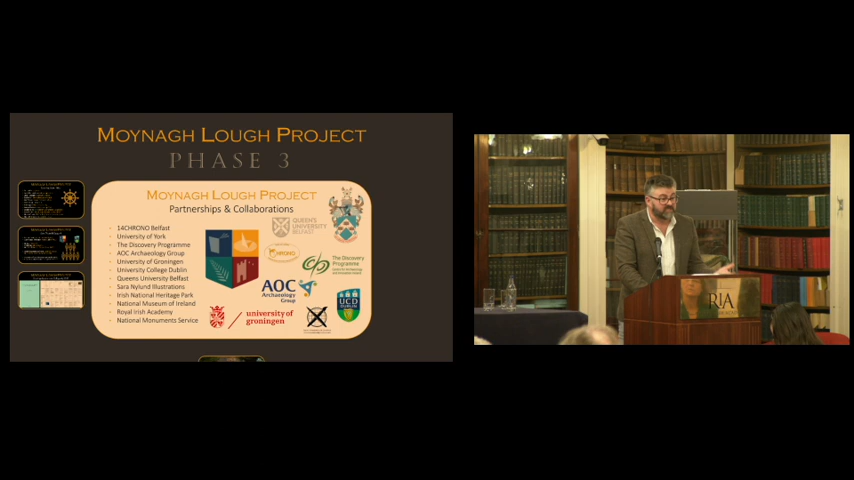 MOYNAGH LOUGH PROJECT
PHASE 3
MOYNAGH LOUGH PROJECT
Partnerships & Collaborations
14CHRONO Belfast
University of York
The Discovery Programme
AOC Archaeology Group
University of Groningen
University College Dublin
Queens University Belfast
Sara Nylund Illustrations
Irish National Heritage Park
National Museum of Ireland
Royal Irish Academy
National Monuments Service
QUEEN'S
UNIVERSITY
BELFAST
CHRONO
The Discovery
Programme
AOC
Archaeology
Group
UCD
university of
groningen
RIA